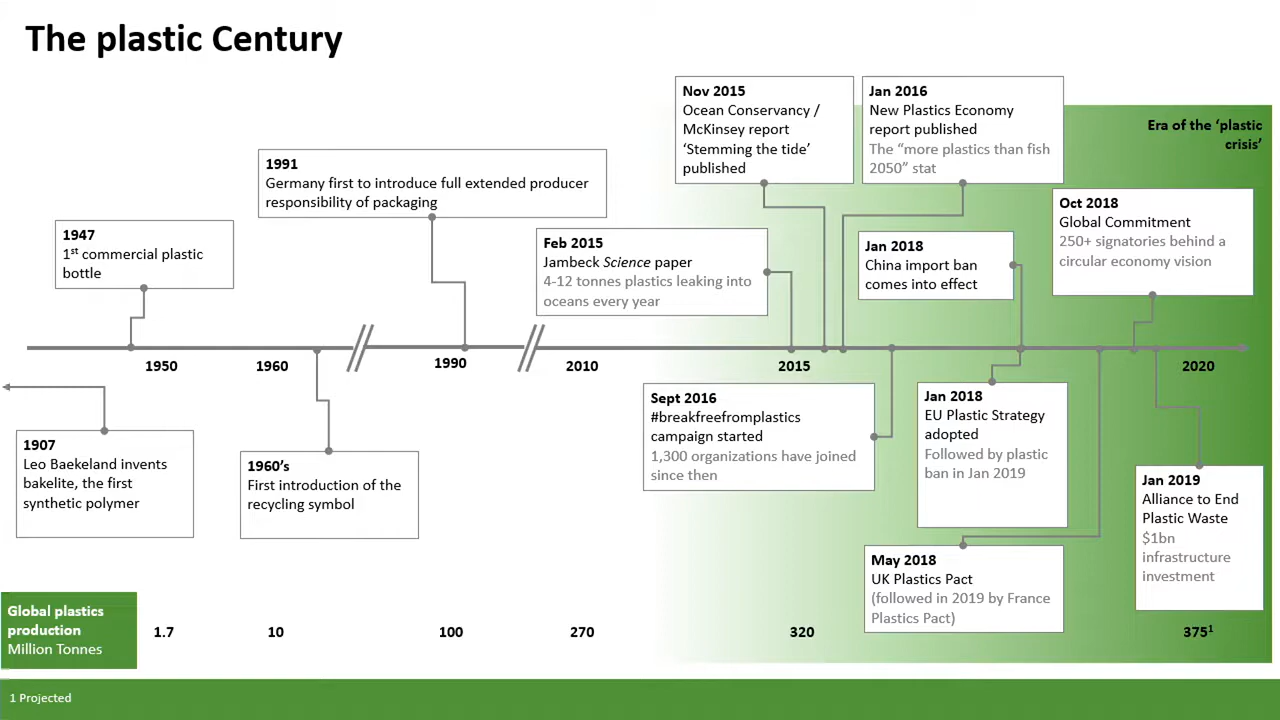 The plastic Century
Nov 2015
Ocean Conservancy /
McKinsey report
‘Stemming the tide’
published
Jan 2016
New Plastics Economy
report published
The “more plastics than fish
2050” stat
Era of the ‘plastic
crisis’
1991
Germany first to introduce full extended producer
responsibility of packaging
Oct 2018
Global Commitment
250+ signatories behind a
circular economy vision
1947
1st commercial plastic
bottle
Feb 2015
Jambeck Science paper
4-12 tonnes plastics leaking into
oceans every year
Jan 2018
China import ban
comes into effect
1950
1960
1990
2010
2015
2020
1907
Leo Baekeland invents
bakelite, the first
synthetic polymer
1960’s
First introduction of the
recycling symbol
Sept 2016
#breakfreefromplastics
campaign started
1,300 organizations have joined
since then
Jan 2018
EU Plastic Strategy
adopted
Followed by plastic
ban in Jan 2019
Jan 2019
Alliance to End
Plastic Waste
$1bn
infrastructure
investment
May 2018
UK Plastics Pact
(followed in 2019 by France
Plastics Pact)
Global plastics
production
Million Tonnes
1.7
10
100
270
320
375¹
1 Projected